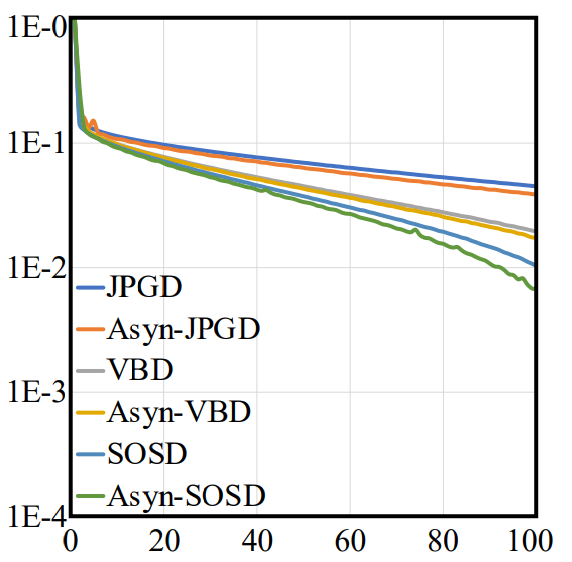 1E-0
1E-1
1E-2
1E-3
1E-4
JPGD
Asyn-JPGD
VBD
Asyn-VBD
SOSD
Asyn-SOSD
0 20 40 60 80 100